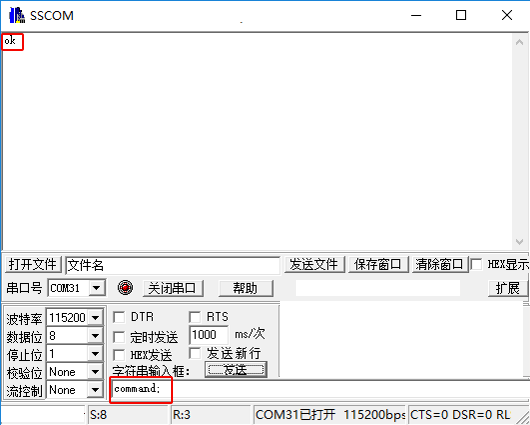 SSCOM
ok
打开文件 文件名 发送文件 保存窗口 清除窗口 HEX显示
串口号 COM31 关闭串口 帮助 扩展
波特率 115200 DTR RTS
数据位 8 定时发送 1000 ms/次
停止位 1 HEX发送 发送新行
校验位 None 字符串输入框: 发送
流控制 None command;
S:8 R:3 COM31已打开 115200bps CTS=0 DSR=0 RL